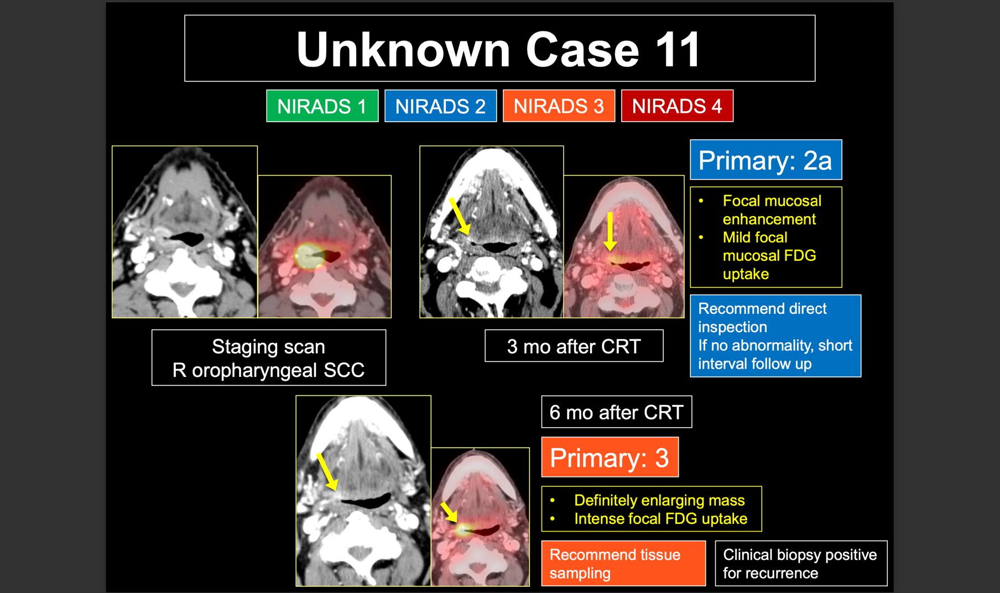 Unknown Case 11
NIRADS 1
NIRADS 2
NIRADS 3
NIRADS 4
Primary: 2a
• Focal mucosal
enhancement
• Mild focal
mucosal FDG
uptake
Recommend direct
inspection
If no abnormality, short
interval follow up
Staging scan
R oropharyngeal SCC
3 mo after CRT
6 mo after CRT
Primary: 3
• Definitely enlarging mass
• Intense focal FDG uptake
Recommend tissue
sampling
Clinical biopsy positive
for recurrence
A